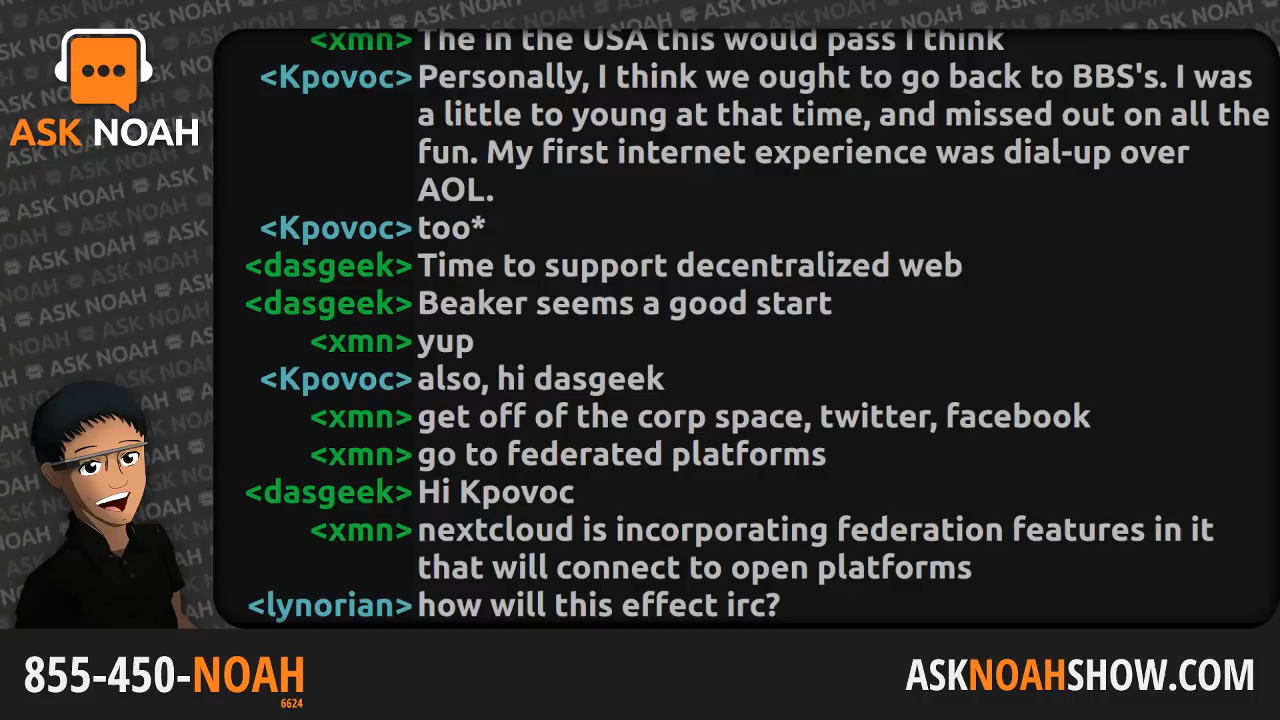 ASK NOAH
<xmn> The in the USA this would pass I think
<Kpovoc> Personally, I think we ought to go back to BBS's. I was
a little to young at that time, and missed out on all the
fun. My first internet experience was dial-up over
AOL.
<Kpovoc> too*
<dasgeek> Time to support decentralized web
<dasgeek> Beaker seems a good start
<xmn> yup
<Kpovoc> also, hi dasgeek
<xmn> get off of the corp space, twitter, facebook
<xmn> go to federated platforms
<dasgeek> Hi Kpovoc
<xmn> nextcloud is incorporating federation features in it
that will connect to open platforms
<lynorian> how will this effect irc?
855-450-NOAH
6624
ASKNOAHSHOW.COM